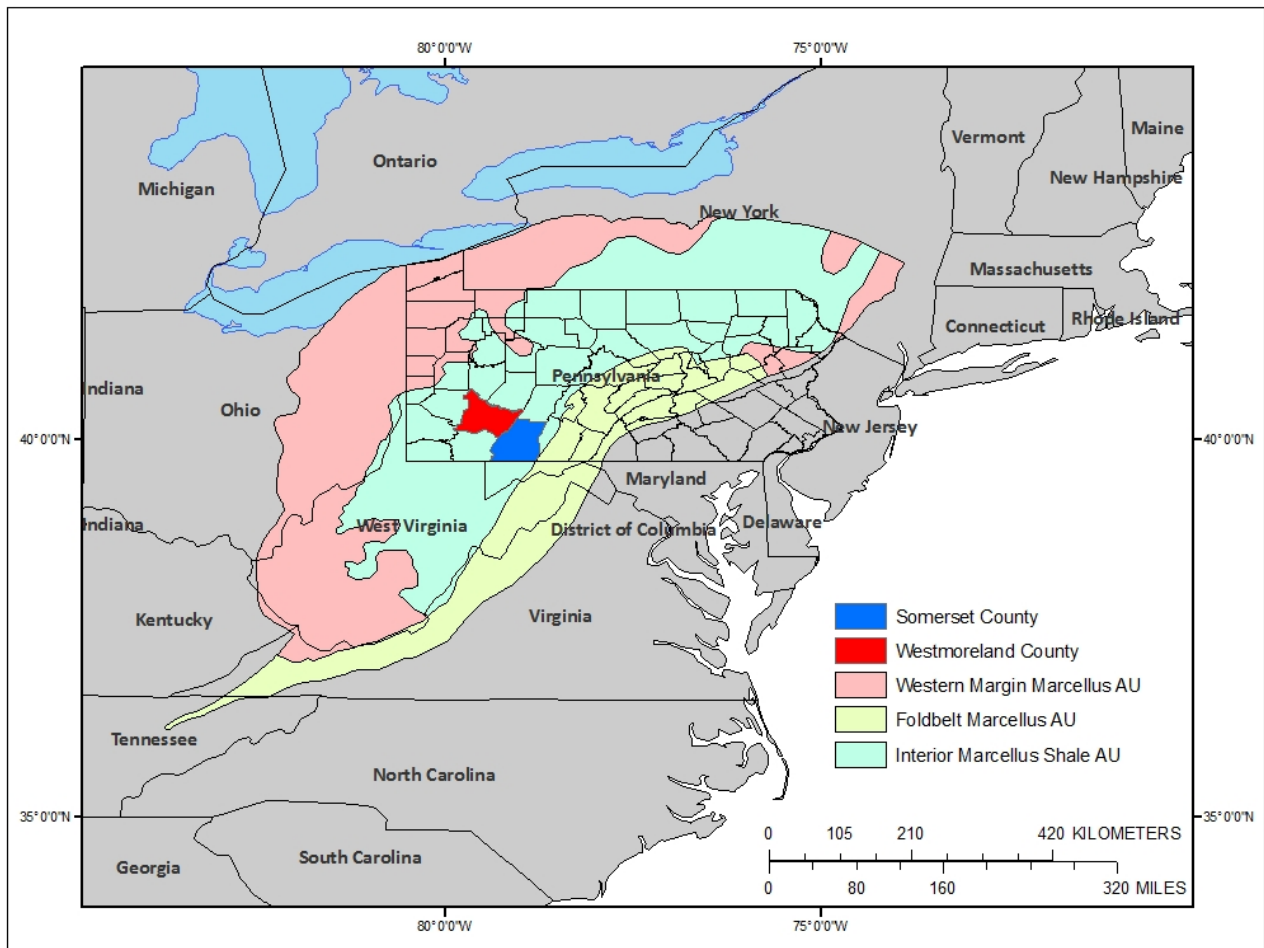 80°0'0"W
75°0'0"W
Vermont
Maine
Ontario
Michigan
New Hampshire
New York
Massachusetts
Connecticut
Rhode Island
Indiana
Ohio
Pennsylvania
40°0'0"N
New Jersey
40°0'0"N
Maryland
Indiana
West Virginia
District of Columbia
Delaware
Kentucky
Virginia
Somerset County
Westmoreland County
Western Margin Marcellus AU
Foldbelt Marcellus AU
Interior Marcellus Shale AU
Tennessee
North Carolina
35°0'0"N
35°0'0"N
0 105 210 420 KILOMETERS
South Carolina
Georgia
0 80 160 320 MILES
80°0'0"W
75°0'0"W